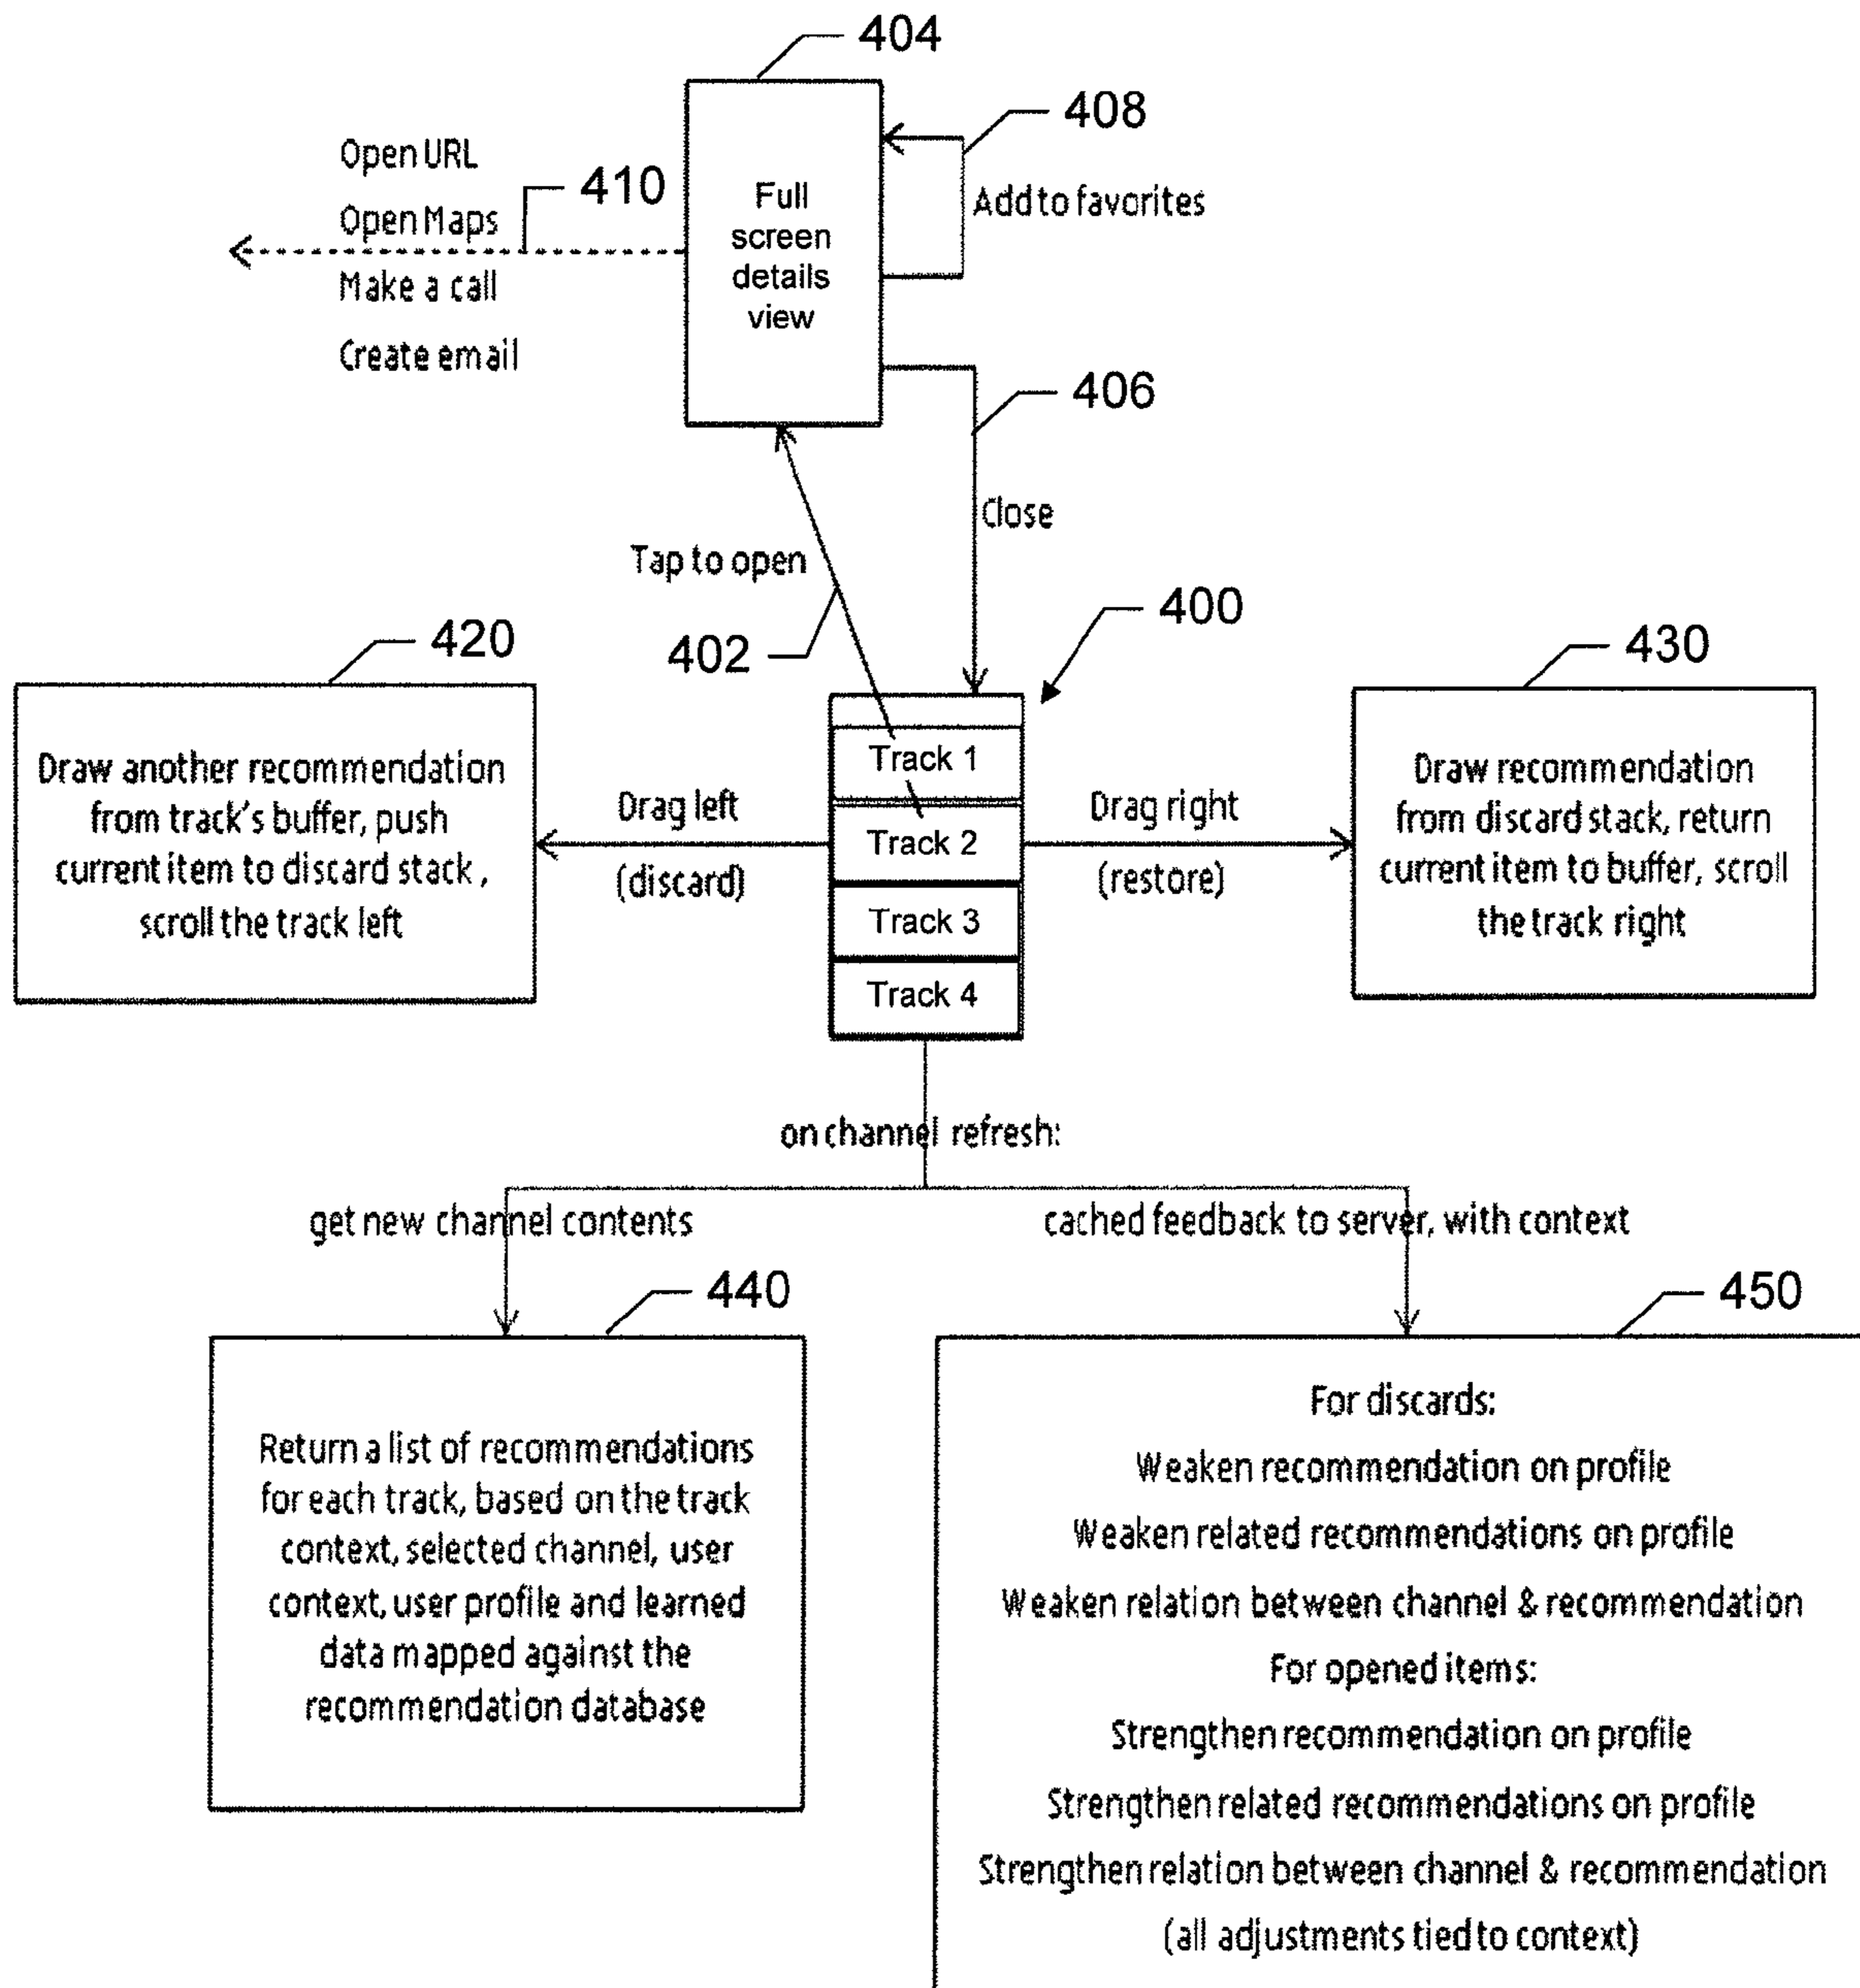 404
408
Open URL
410
Full
screen
details
view
Add to favorites
Open Maps
Make a call
Create email
406
Close
Tap to open
400
402
420
430
Draw another recommendation
from track's buffer, push
current item to discard stack,
scroll the track left
Drag left
(discard)
Track 1
Track 2
Track 3
Track 4
Drag right
(restore)
Draw recommendation
from discard stack, return
current item to buffer, scroll
the track right
on channel refresh:
get new channel contents
cached feedback to server, with context
440
450
Return a list of recommendations
for each track, based on the track
context, selected channel, user
context, user profile and learned
data mapped against the
recommendation database
For discards:
Weaken recommendation on profile
Weaken related recommendations on profile
Weaken relation between channel & recommendation
For opened items:
Strengthen recommendation on profile
Strengthen related recommendations on profile
Strengthen relation between channel & recommendation
(all adjustments tied to context)